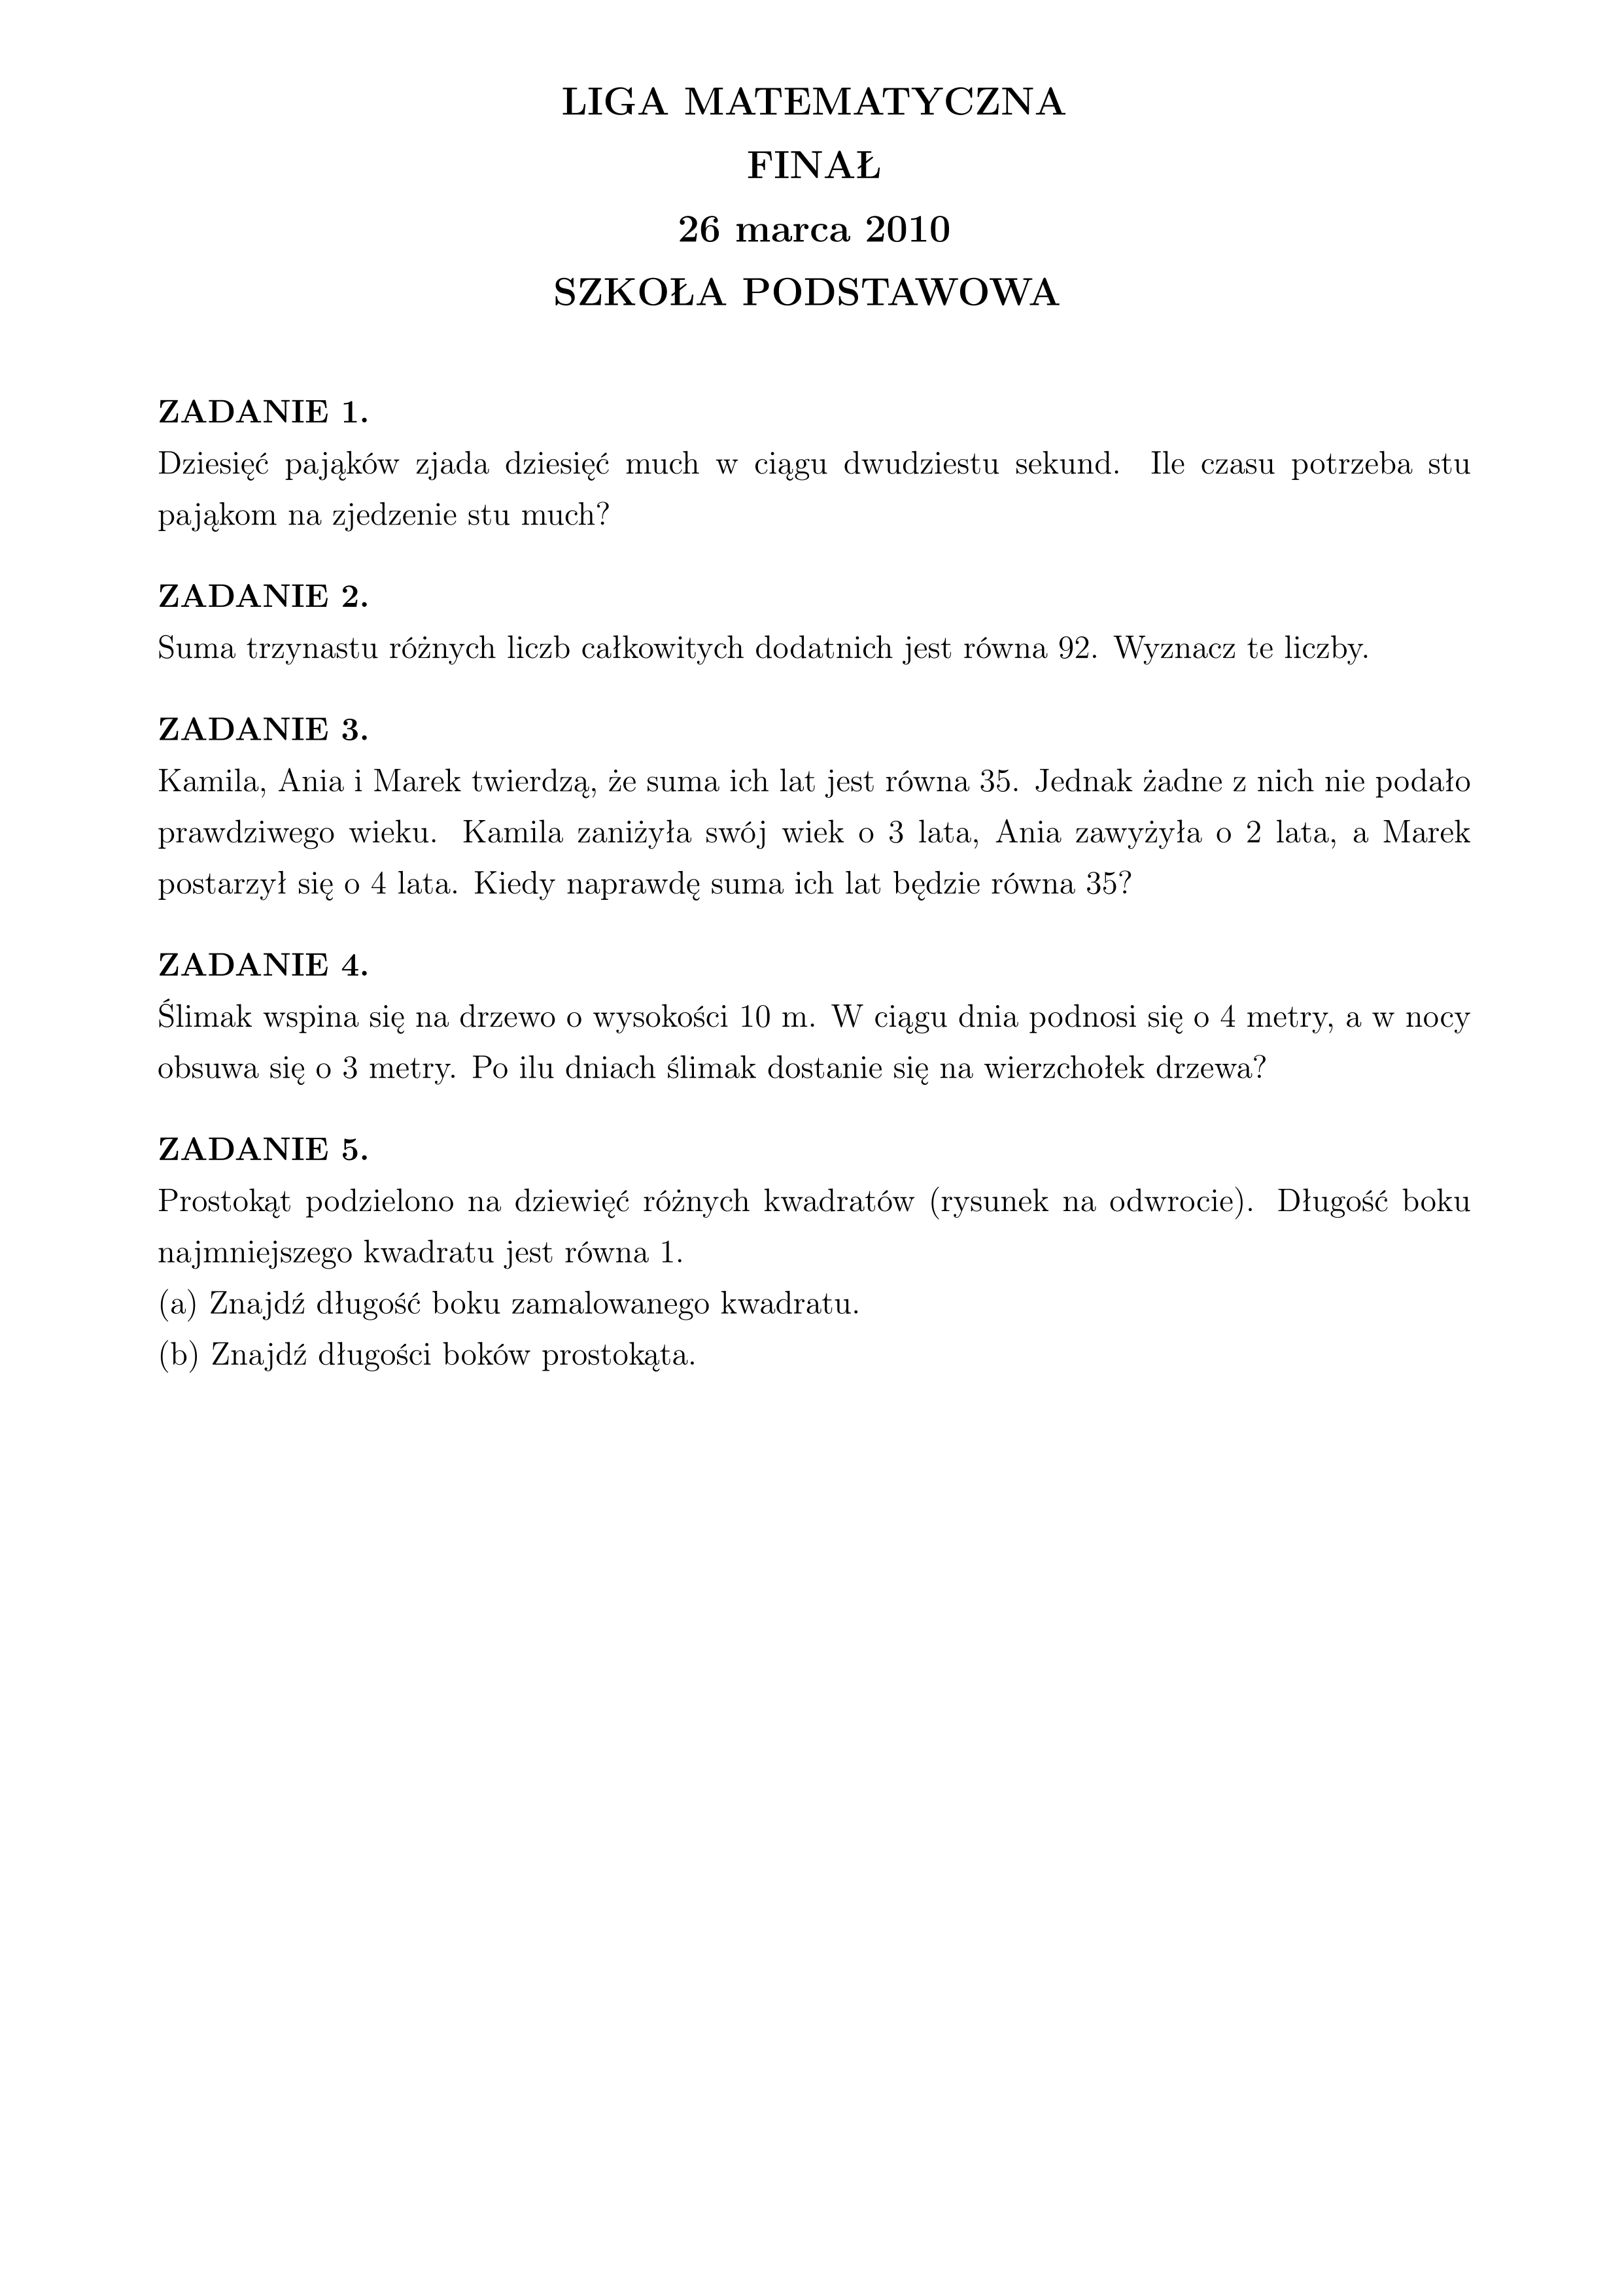 LIGA MATEMATYCZNA
FINAŁ
26 marca 2010
SZKOŁA PODSTAWOWA
ZADANIE 1.
Dziesięć pająków zjada dziesięć much w ciągu dwudziestu sekund. Ile czasu potrzeba stu
pająkom na zjedzenie stu much?
ZADANIE 2.
Suma trzynastu różnych liczb całkowitych dodatnich jest równa 92. Wyznacz te liczby.
ZADANIE 3.
Kamila, Ania i Marek twierdzą, że suma ich lat jest równa 35. Jednak żadne z nich nie podało
prawdziwego wieku. Kamila zaniżyła swój wiek o 3 lata, Ania zawyżyła o 2 lata, a Marek
postarzył się o 4 lata. Kiedy naprawdę suma ich lat będzie równa 35?
ZADANIE 4.
Ślimak wspina się na drzewo o wysokości 10 m. W ciągu dnia podnosi się o 4 metry, a w nocy
obsuwa się o 3 metry. Po ilu dniach ślimak dostanie się na wierzchołek drzewa?
ZADANIE 5.
Prostokąt podzielono na dziewięć różnych kwadratów (rysunek na odwrocie). Długość boku
najmniejszego kwadratu jest równa 1.
(a) Znajdź długość boku zamalowanego kwadratu.
(b) Znajdź długości boków prostokąta.